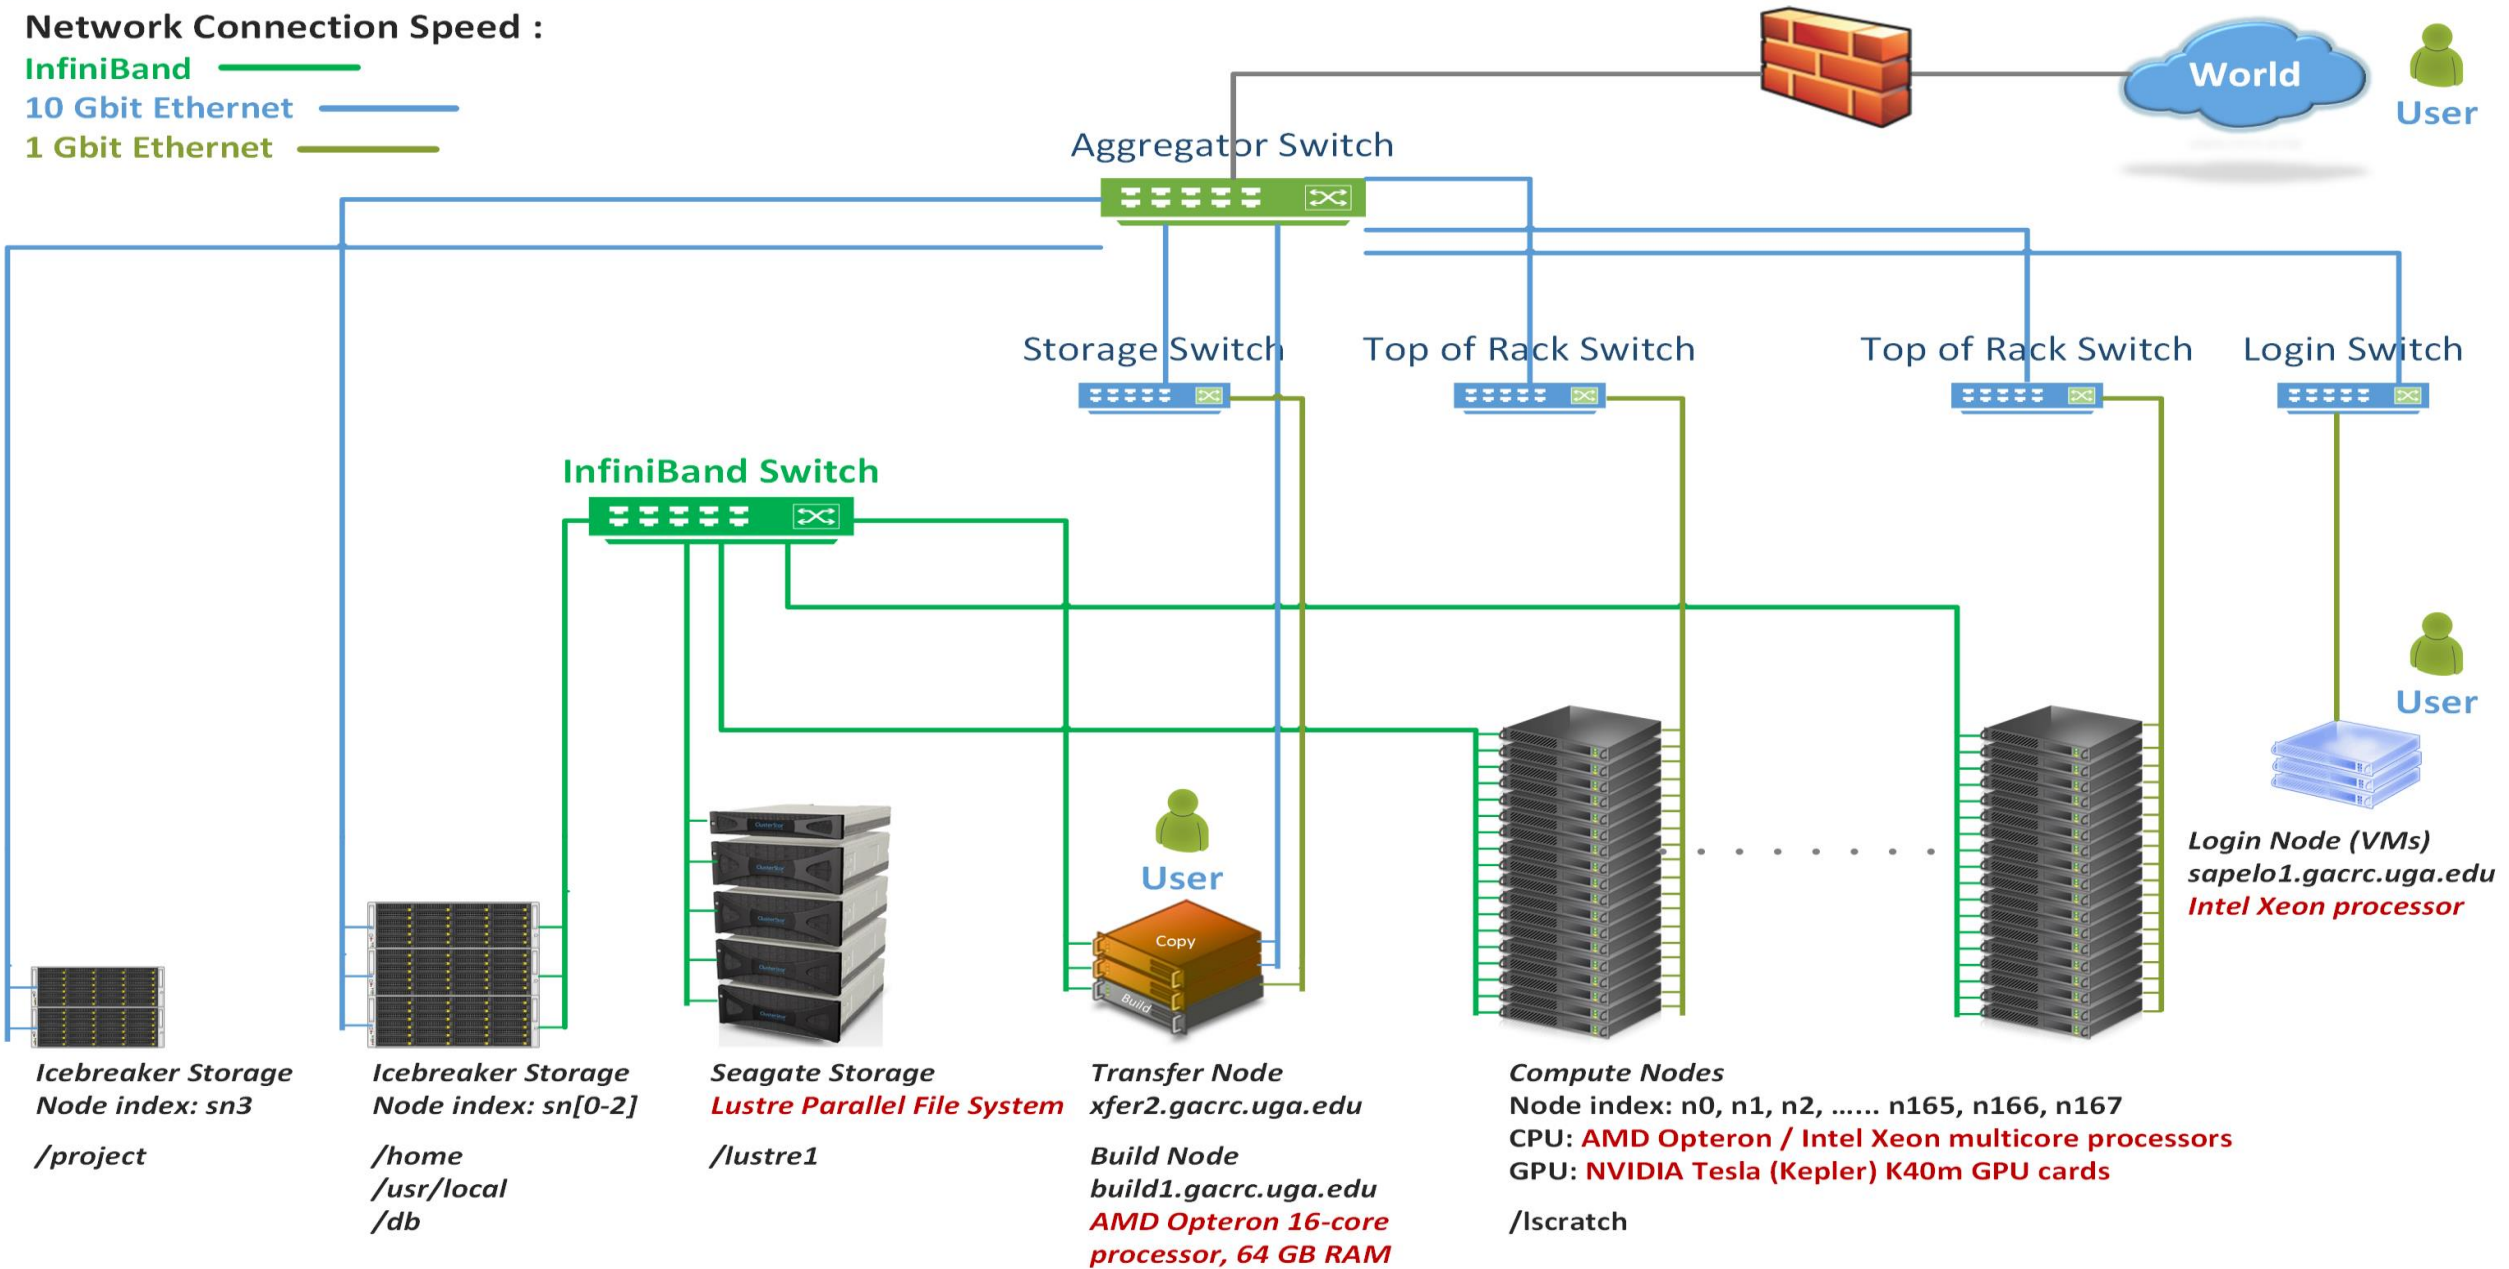 Network Connection Speed :
InfiniBand
10 Gbit Ethernet
1 Gbit Ethernet
World
User
Aggregator Switch
Storage Switch
Top of Rack Switch
Top of Rack Switch
Login Switch
InfiniBand Switch
User
User
Copy
Build
Login Node (VMs)
sapelo1.gacrc.uga.edu
Intel Xeon processor
Icebreaker Storage
Node index: sn3
/project
Icebreaker Storage
Node index: sn[0-2]
/home
/usr/local
/db
Seagate Storage
Lustre Parallel File System
/lustre1
Transfer Node
xfer2.gacrc.uga.edu
Build Node
build1.gacrc.uga.edu
AMD Opteron 16-core
processor, 64 GB RAM
Compute Nodes
Node index: n0, n1, n2, ...... n165, n166, n167
CPU: AMD Opteron / Intel Xeon multicore processors
GPU: NVIDIA Tesla (Kepler) K40m GPU cards
/lscratch